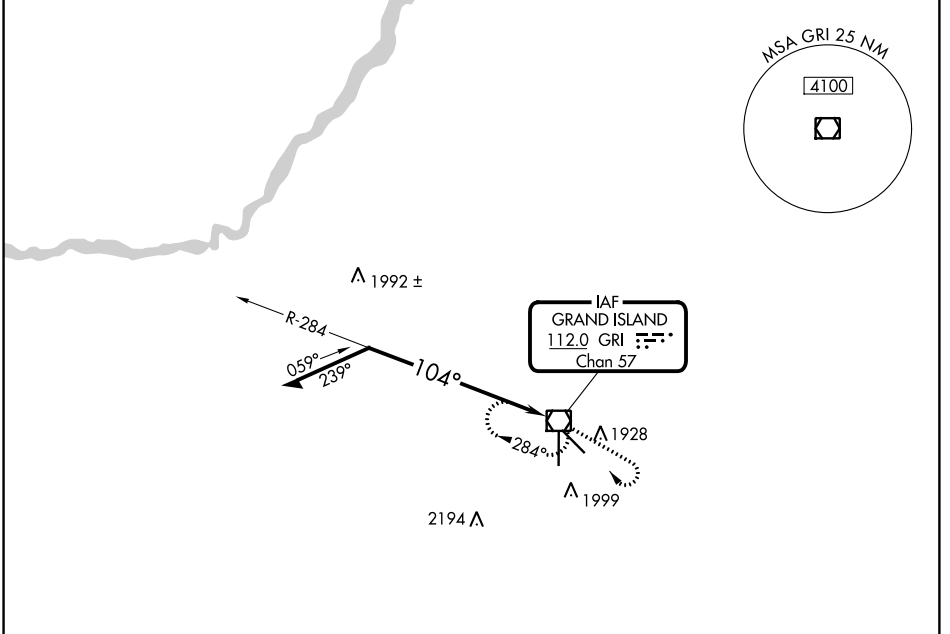 MSA GRI 25 NM
4100
1992 ±
R-284
059°
239°
104°
IAF
GRAND ISLAND
112.0 GRI
Chan 57
284°
1928
1999
2194